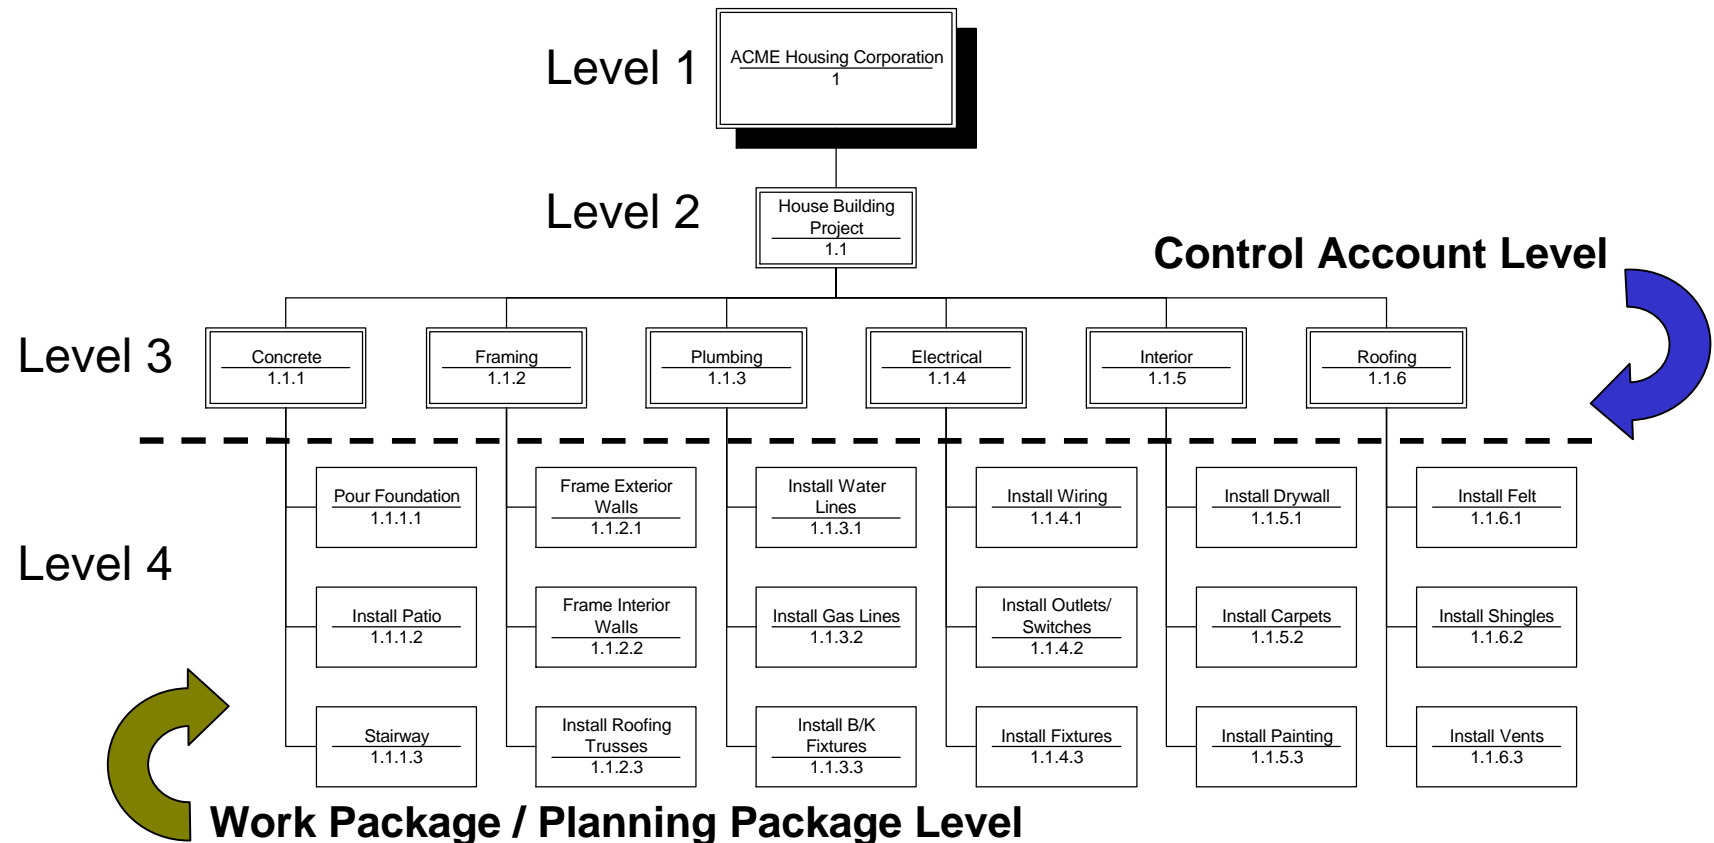 Level 1
ACME Housing Corporation
1
Level 2
House Building
Project
1.1
Control Account Level
Level 3
Concrete
1.1.1
Framing
1.1.2
Plumbing
1.1.3
Electrical
1.1.4
Interior
1.1.5
Roofing
1.1.6
Level 4
Pour Foundation
1.1.1.1
Frame Exterior
Walls
1.1.2.1
Install Water
Lines
1.1.3.1
Install Wiring
1.1.4.1
Install Drywall
1.1.5.1
Install Felt
1.1.6.1
Install Patio
1.1.1.2
Frame Interior
Walls
1.1.2.2
Install Gas Lines
1.1.3.2
Install Outlets/
Switches
1.1.4.2
Install Carpets
1.1.5.2
Install Shingles
1.1.6.2
Stairway
1.1.1.3
Install Roofing
Trusses
1.1.2.3
Install B/K
Fixtures
1.1.3.3
Install Fixtures
1.1.4.3
Install Painting
1.1.5.3
Install Vents
1.1.6.3
Work Package / Planning Package Level